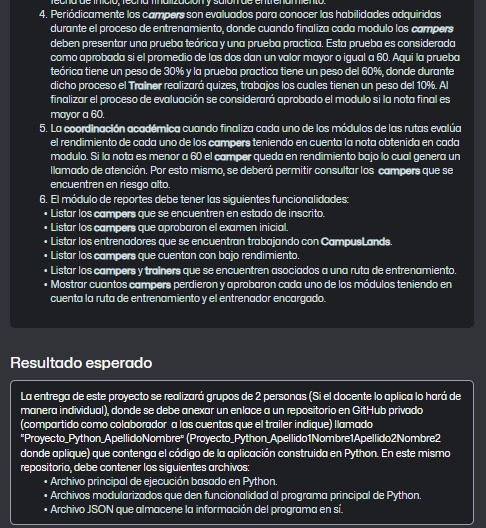 fecha de inicio, fecha finalización y salón de entrenamiento.
4. Periódicamente los campers son evaluados para conocer las habilidades adquiridas
durante el proceso de entrenamiento, donde cuando finaliza cada modulo los campers
deben presentar una prueba teórica y una prueba practica. Esta prueba es considerada
como aprobada si el promedio de las dos dan un valor mayor o igual a 60. Aqui la prueba
teórica tiene un peso de 30% y la prueba practica tiene un peso del 60%, donde durante
dicho proceso el Trainer realizará quizes, trabajos los cuales tienen un peso del 10%. Al
finalizar el proceso de evaluación se considerará aprobado el modulo si la nota final es
mayor a 60.
5. La coordinación académica cuando finaliza cada uno de los módulos de las rutas evalúa
el rendimiento de cada uno de los campers teniendo en cuenta la nota obtenida en cada
modulo. Si la nota es menor a 60 el camper queda en rendimiento bajo lo cual genera un
llamado de atención. Por esto mismo, se deberá permitir consultar los campers que se
encuentren en riesgo alto.
6. El módulo de reportes debe tener las siguientes funcionalidades:
• Listar los campers que se encuentren en estado de inscrito.
• Listar los campers que aprobaron el examen inicial.
• Listar los entrenadores que se encuentran trabajando con CampusLands.
• Listar los campers que cuentan con bajo rendimiento.
• Listar los campers y trainers que se encuentren asociados a una ruta de entrenamiento.
• Mostrar cuantos campers perdieron y aprobaron cada uno de los módulos teniendo en
cuenta la ruta de entrenamiento y el entrenador encargado.
Resultado esperado
La entrega de este proyecto se realizará grupos de 2 personas (Si el docente lo aplica lo hará de
manera individual), donde se debe anexar un enlace a un repositorio en GitHub privado
(compartido como colaborador a las cuentas que el trailer indique) llamado
"Proyecto_Python_ApellidoNombre" (Proyecto_Python_Apellido1Nombre1Apellido2Nombre2
donde aplique) que contenga el código de la aplicación construida en Python. En este mismo
repositorio, debe contener los siguientes archivos:
• Archivo principal de ejecución basado en Python.
• Archivos modularizados que den funcionalidad al programa principal de Python.
• Archivo JSON que almacene la información del programa en sí.